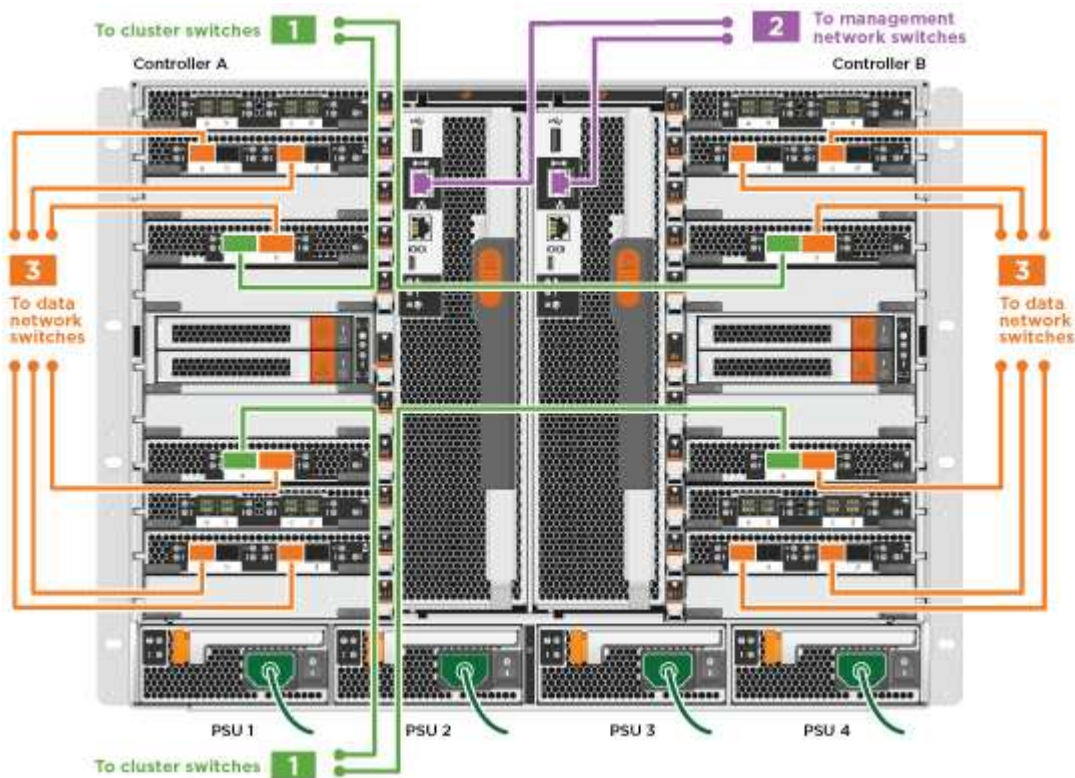 To cluster switches 1
2 To management
network switches
Controller A
Controller B
3
To data
network
switches
3
To data
network
switches
PSU 1
PSU 2
PSU 3
PSU 4
To cluster switches 1